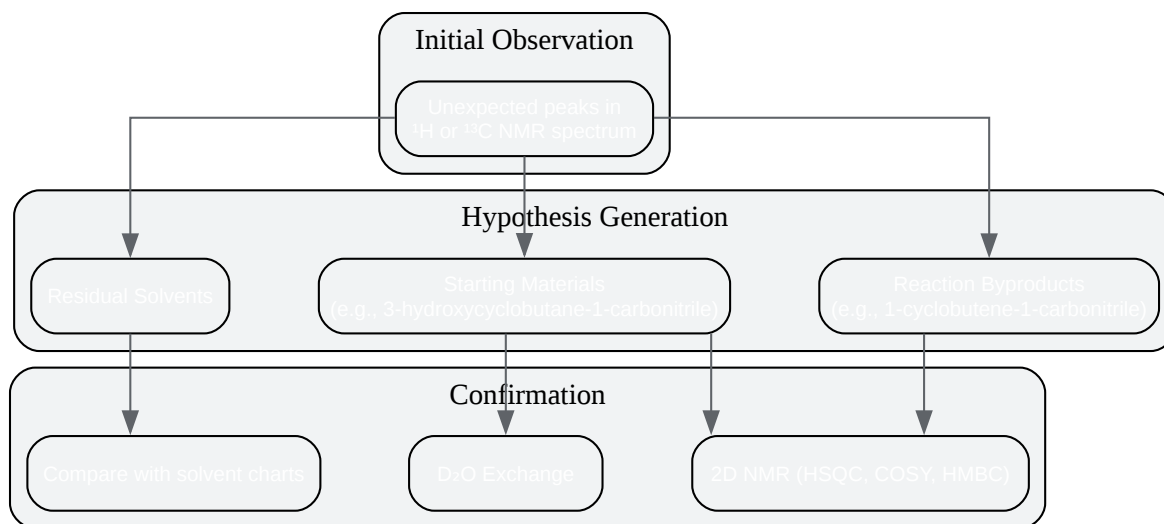 Initial Observation
Unexpected peaks in
¹H or ¹³C NMR spectrum
Hypothesis Generation
Residual Solvents
Starting Materials
(e.g., 3-hydroxycyclobutane-1-carbonitrile)
Reaction Byproducts
(e.g., 1-cyclobutene-1-carbonitrile)
Confirmation
Compare with solvent charts
D₂O Exchange
2D NMR (HSQC, COSY, HMBC)